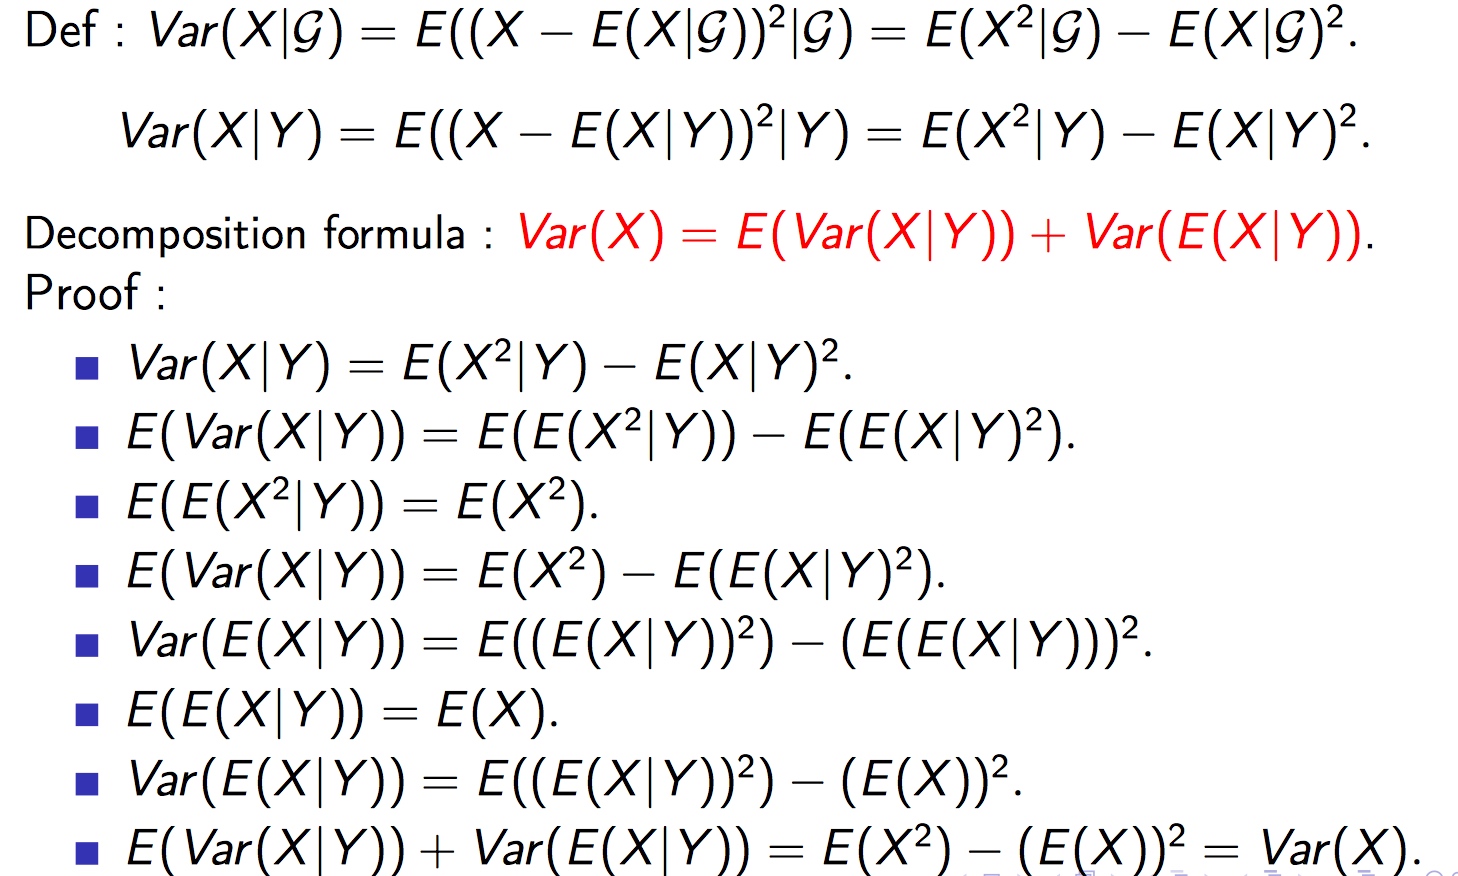 Def : Var(X|𝒢) = E((X − E(X|𝒢))²|𝒢) = E(X²|𝒢) − E(X|𝒢)².
Var(X|Y) = E((X − E(X|Y))²|Y) = E(X²|Y) − E(X|Y)².
Decomposition formula : Var(X) = E(Var(X|Y)) + Var(E(X|Y)).
Proof :
■ Var(X|Y) = E(X²|Y) − E(X|Y)².
■ E(Var(X|Y)) = E(E(X²|Y)) − E(E(X|Y)²).
■ E(E(X²|Y)) = E(X²).
■ E(Var(X|Y)) = E(X²) − E(E(X|Y)²).
■ Var(E(X|Y)) = E((E(X|Y))²) − (E(E(X|Y)))².
■ E(E(X|Y)) = E(X).
■ Var(E(X|Y)) = E((E(X|Y))²) − (E(X))².
■ E(Var(X|Y)) + Var(E(X|Y)) = E(X²) − (E(X))² = Var(X).